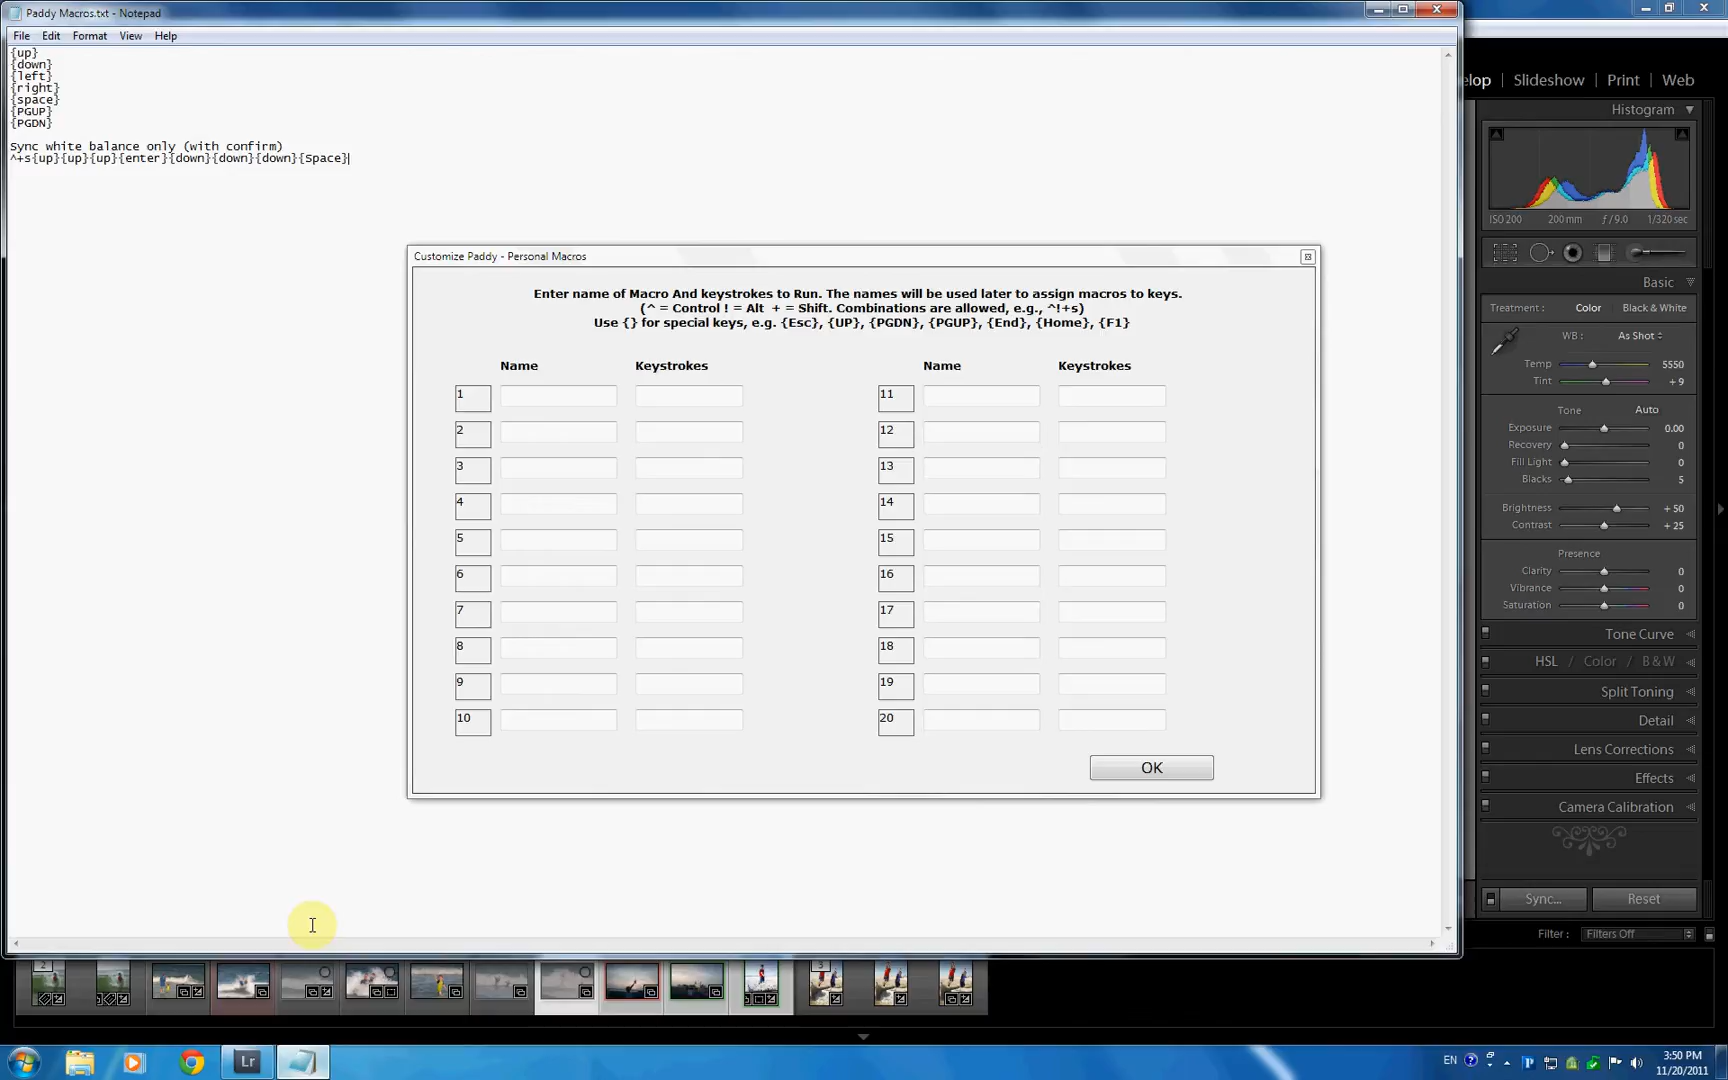 Paddy Macros.txt - Notepad
File Edit Format View Help
{up}
{down}
{left}
{right}
{space}
{PGUP}
{PGDN}
Sync white balance only (with confirm)
^+s{up}{up}{up}{enter}{down}{down}{down}{Space}
Customize Paddy - Personal Macros
Enter name of Macro And keystrokes to Run. The names will be used later to assign macros to keys.
(^ = Control ! = Alt + = Shift. Combinations are allowed, e.g., ^!+s)
Use {} for special keys, e.g. {Esc}, {UP}, {PGDN}, {PGUP}, {End}, {Home}, {F1}
Name Keystrokes Name Keystrokes
1 11
2 12
3 13
4 14
5 15
6 16
7 17
8 18
9 19
10 20
OK
elop | Slideshow | Print | Web
Histogram
ISO 200 200 mm f / 9.0 1/320 sec
Basic
Treatment : Color Black & White
WB : As Shot
Temp 5550
Tint + 9
Tone Auto
Exposure 0.00
Recovery 0
Fill Light 0
Blacks 5
Brightness + 50
Contrast + 25
Presence
Clarity 0
Vibrance 0
Saturation 0
Tone Curve
HSL / Color / B & W
Split Toning
Detail
Lens Corrections
Effects
Camera Calibration
Sync... Reset
Filter : Filters Off
2
Lr
EN
3:50 PM
11/20/2011